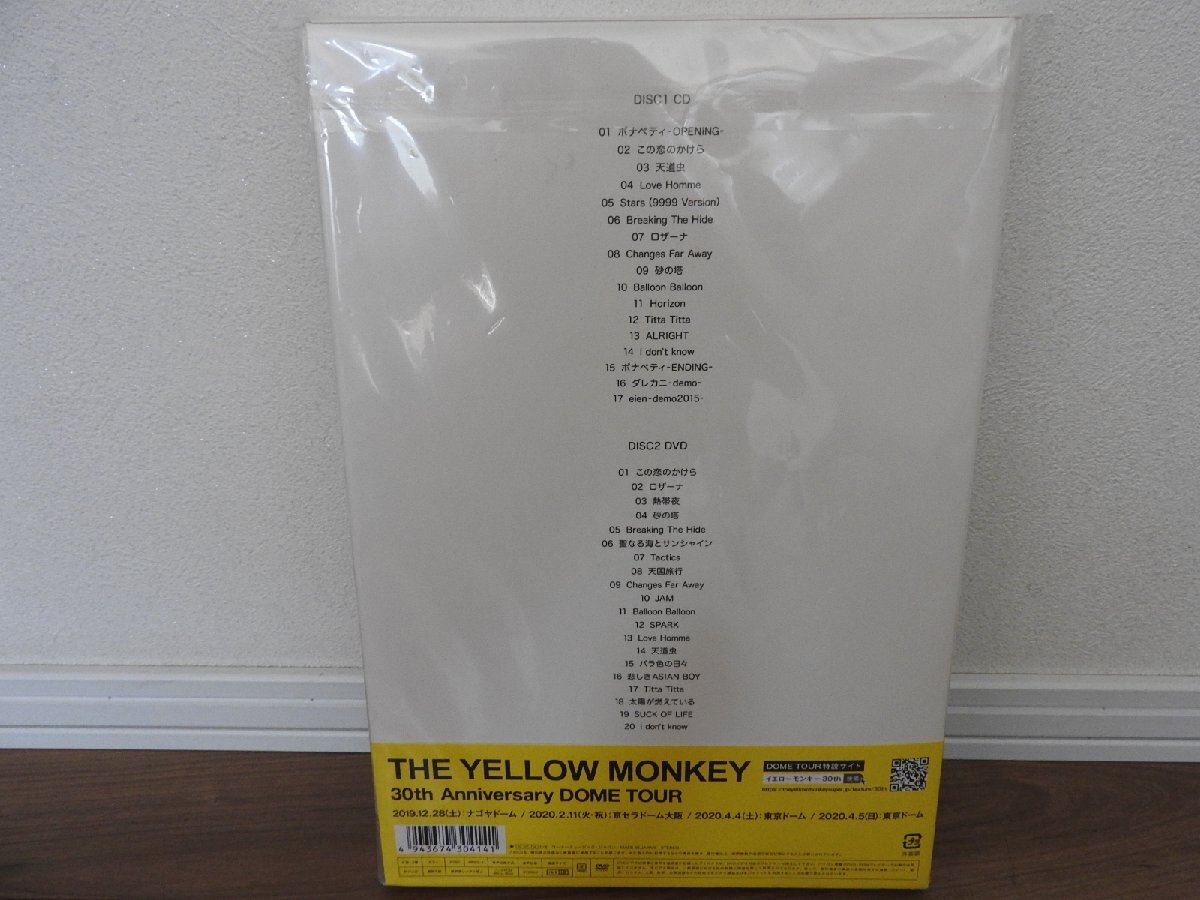 DISC1 CD
01 ボナペティ-OPENING-
02 この恋のかけら
03 天道虫
04 Love Homme
05 Stars (9999 Version)
06 Breaking The Hide
07 ロザーナ
08 Changes Far Away
09 砂の塔
10 Balloon Balloon
11 Horizon
12 Titta Titta
13 ALRIGHT
14 I don't know
15 ボナペティ-ENDING-
16 ダレカニ-demo-
17 eien-demo2015-
DISC2 DVD
01 この恋のかけら
02 ロザーナ
03 熱帯夜
04 砂の塔
05 Breaking The Hide
06 聖なる海とサンシャイン
07 Tactics
08 天国旅行
09 Changes Far Away
10 JAM
11 Balloon Balloon
12 SPARK
13 Love Homme
14 天道虫
15 バラ色の日々
16 悲しきASIAN BOY
17 Titta Titta
18 太陽が燃えている
19 SUCK OF LIFE
20 I don't know
THE YELLOW MONKEY
30th Anniversary DOME TOUR
DOME TOUR特設サイト
イエローモンキー 30th 検索
2019.12.28(土):ナゴヤドーム / 2020.2.11(火・祝):京セラドーム大阪 / 2020.4.4(土):東京ドーム / 2020.4.5(日):東京ドーム
4 943674 304141